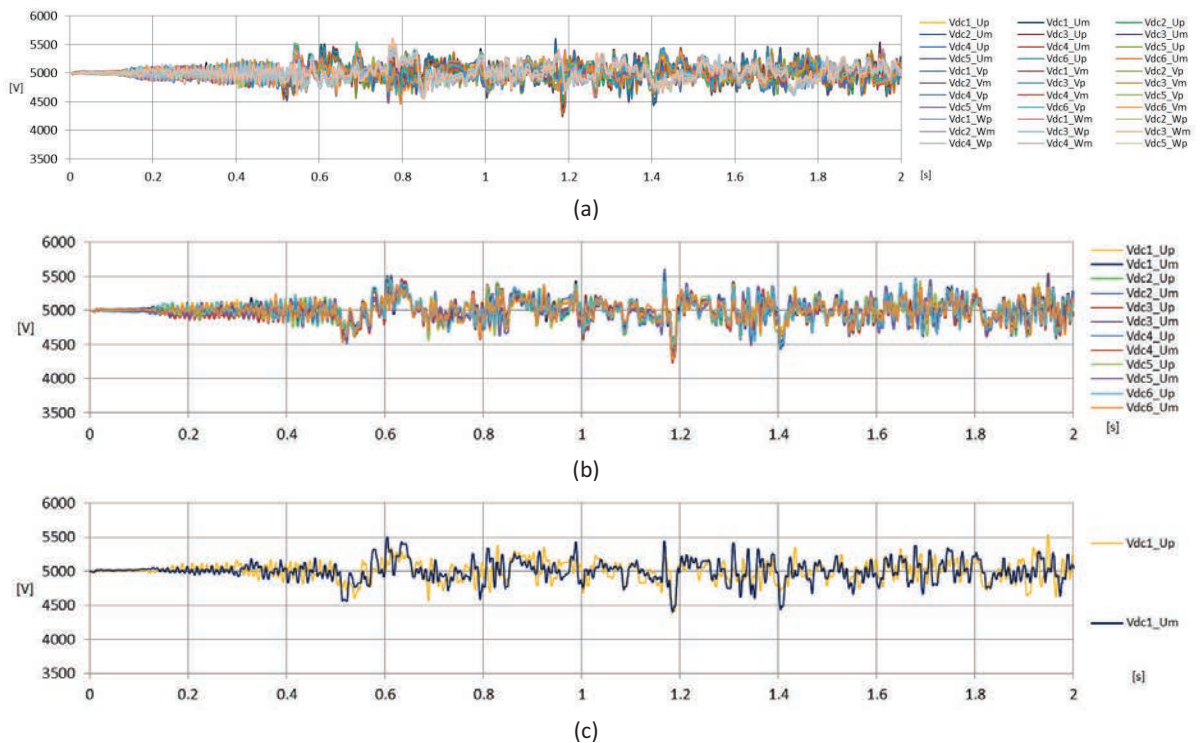 6000
5500
5000
[V]
4500
4000
3500
0 0.2 0.4 0.6 0.8 1 1.2 1.4 1.6 1.8 2 [s]
Vdc1_Up Vdc1_Um Vdc2_Up
Vdc2_Um Vdc3_Up Vdc3_Um
Vdc4_Up Vdc4_Um Vdc5_Up
Vdc5_Um Vdc6_Up Vdc6_Um
Vdc1_Vp Vdc1_Vm Vdc2_Vp
Vdc2_Vm Vdc3_Vp Vdc3_Vm
Vdc4_Vp Vdc4_Vm Vdc5_Vp
Vdc5_Vm Vdc6_Vp Vdc6_Vm
Vdc1_Wp Vdc1_Wm Vdc2_Wp
Vdc2_Wm Vdc3_Wp Vdc3_Wm
Vdc4_Wp Vdc4_Wm Vdc5_Wp
(a)
6000
5500
5000
[V]
4500
4000
3500
0 0.2 0.4 0.6 0.8 1 1.2 1.4 1.6 1.8 2
[s]
Vdc1_Up
Vdc1_Um
Vdc2_Up
Vdc2_Um
Vdc3_Up
Vdc3_Um
Vdc4_Up
Vdc4_Um
Vdc5_Up
Vdc5_Um
Vdc6_Up
Vdc6_Um
(b)
6000
5500
5000
[V]
4500
4000
3500
0 0.2 0.4 0.6 0.8 1 1.2 1.4 1.6 1.8 2
Vdc1_Up
Vdc1_Um
[s]
(c)